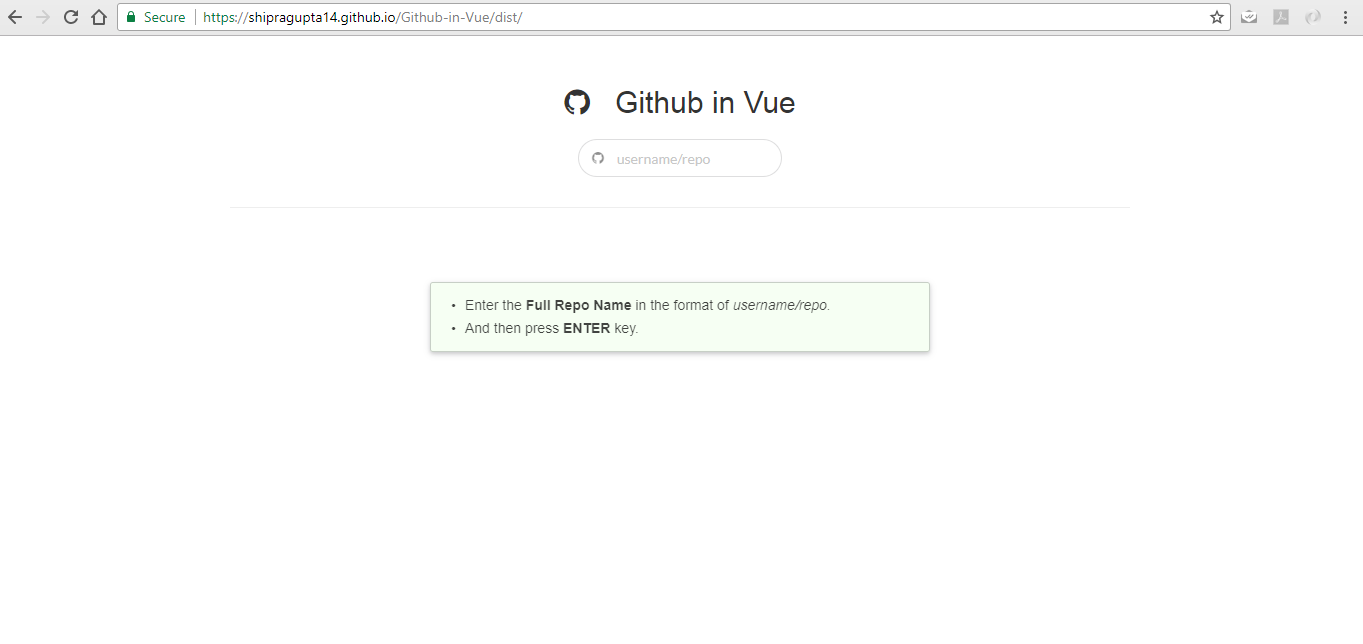 Secure https://shipragupta14.github.io/Github-in-Vue/dist/
Github in Vue
username/repo
• Enter the Full Repo Name in the format of username/repo.
• And then press ENTER key.